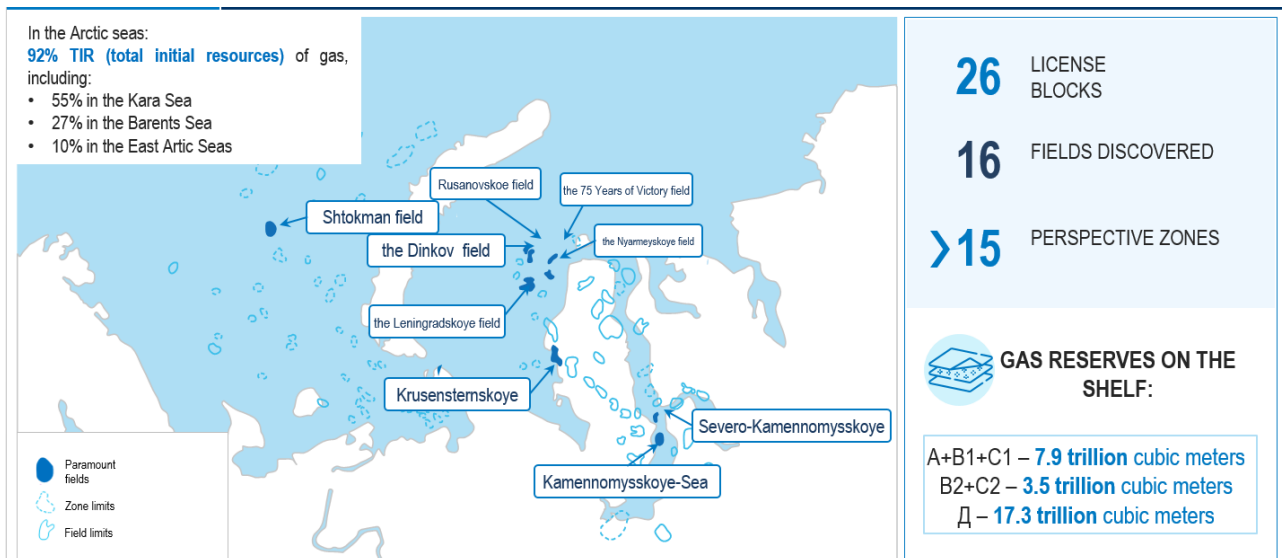 In the Arctic seas:
92% TIR (total initial resources) of gas,
including:
• 55% in the Kara Sea
• 27% in the Barents Sea
• 10% in the East Artic Seas
Rusanovskoe field
the 75 Years of Victory field
Shtokman field
the Dinkov field
the Nyarmeyskoye field
the Leningradskoye field
Krusensternskoye
Severo-Kamennomysskoye
Kamennomysskoye-Sea
Paramount
fields
Zone limits
Field limits
26 LICENSE
BLOCKS
16 FIELDS DISCOVERED
>15 PERSPECTIVE ZONES
GAS RESERVES ON THE
SHELF:
A+B1+C1 – 7.9 trillion cubic meters
B2+C2 – 3.5 trillion cubic meters
Д – 17.3 trillion cubic meters